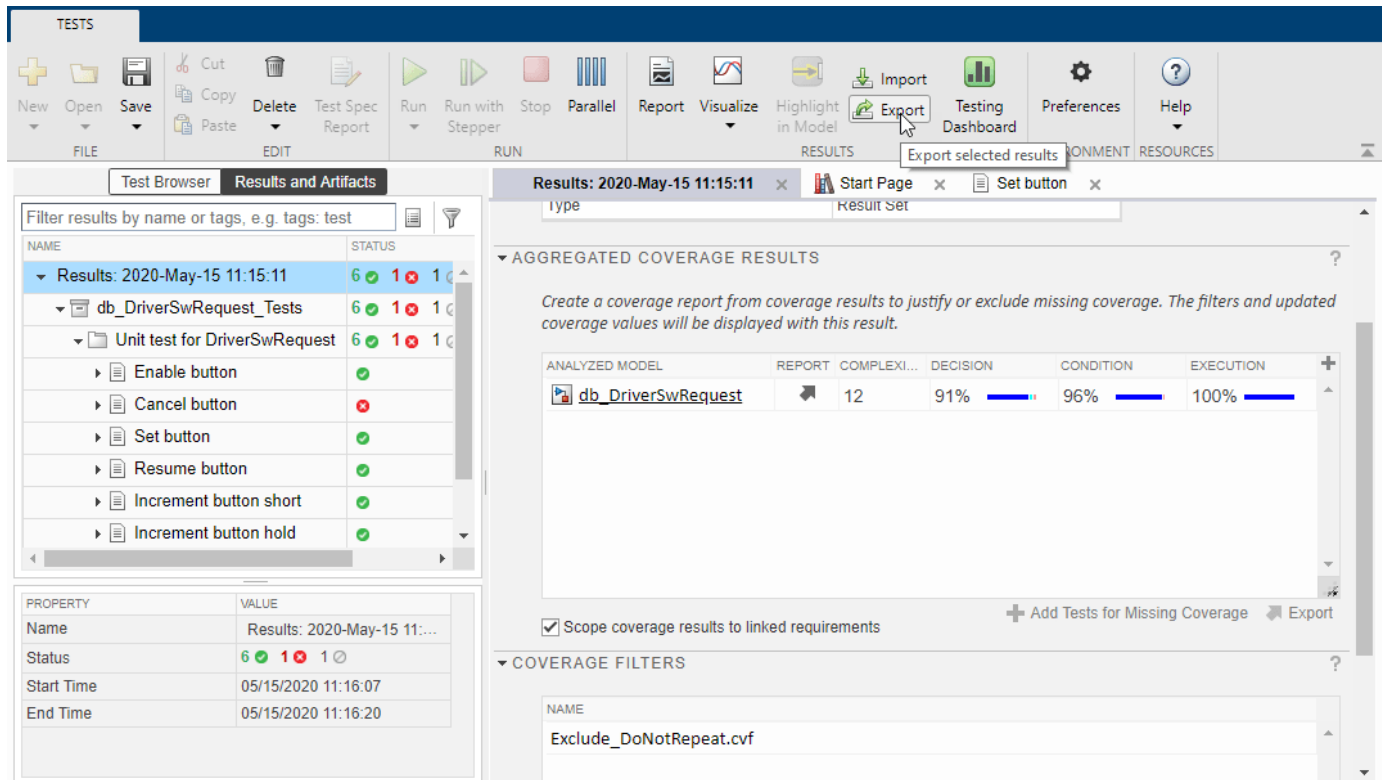 TESTS
New
Open
Save
FILE
Cut
Copy
Paste
Delete
Test Spec
Report
EDIT
Run
Run with
Stepper
Stop
Parallel
RUN
Report
Visualize
Highlight
in Model
Import
Export
Testing
Dashboard
RESULTS
Export selected results
Preferences
ONMENT
Help
RESOURCES
Test Browser
Results and Artifacts
Filter results by name or tags, e.g. tags: test
NAME STATUS
Results: 2020-May-15 11:15:11 6 1 1
db_DriverSwRequest_Tests 6 1 1
Unit test for DriverSwRequest 6 1 1
Enable button
Cancel button
Set button
Resume button
Increment button short
Increment button hold
PROPERTY VALUE
Name Results: 2020-May-15 11:...
Status 6 1 1
Start Time 05/15/2020 11:16:07
End Time 05/15/2020 11:16:20
Results: 2020-May-15 11:15:11 Start Page Set button
Type Result Set
AGGREGATED COVERAGE RESULTS ?
Create a coverage report from coverage results to justify or exclude missing coverage. The filters and updated
coverage values will be displayed with this result.
ANALYZED MODEL REPORT COMPLEXI... DECISION CONDITION EXECUTION
db_DriverSwRequest 12 91% 96% 100%
Add Tests for Missing Coverage Export
Scope coverage results to linked requirements
COVERAGE FILTERS ?
NAME
Exclude_DoNotRepeat.cvf